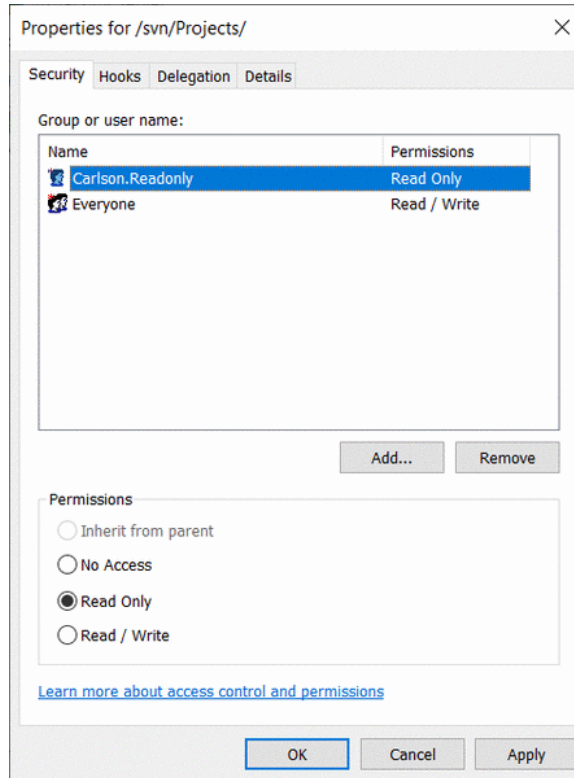 Properties for /svn/Projects/
Security Hooks Delegation Details
Group or user name:
Name Permissions
Carlson.Readonly Read Only
Everyone Read / Write
Add... Remove
Permissions
Inherit from parent
No Access
Read Only
Read / Write
Learn more about access control and permissions
OK Cancel Apply